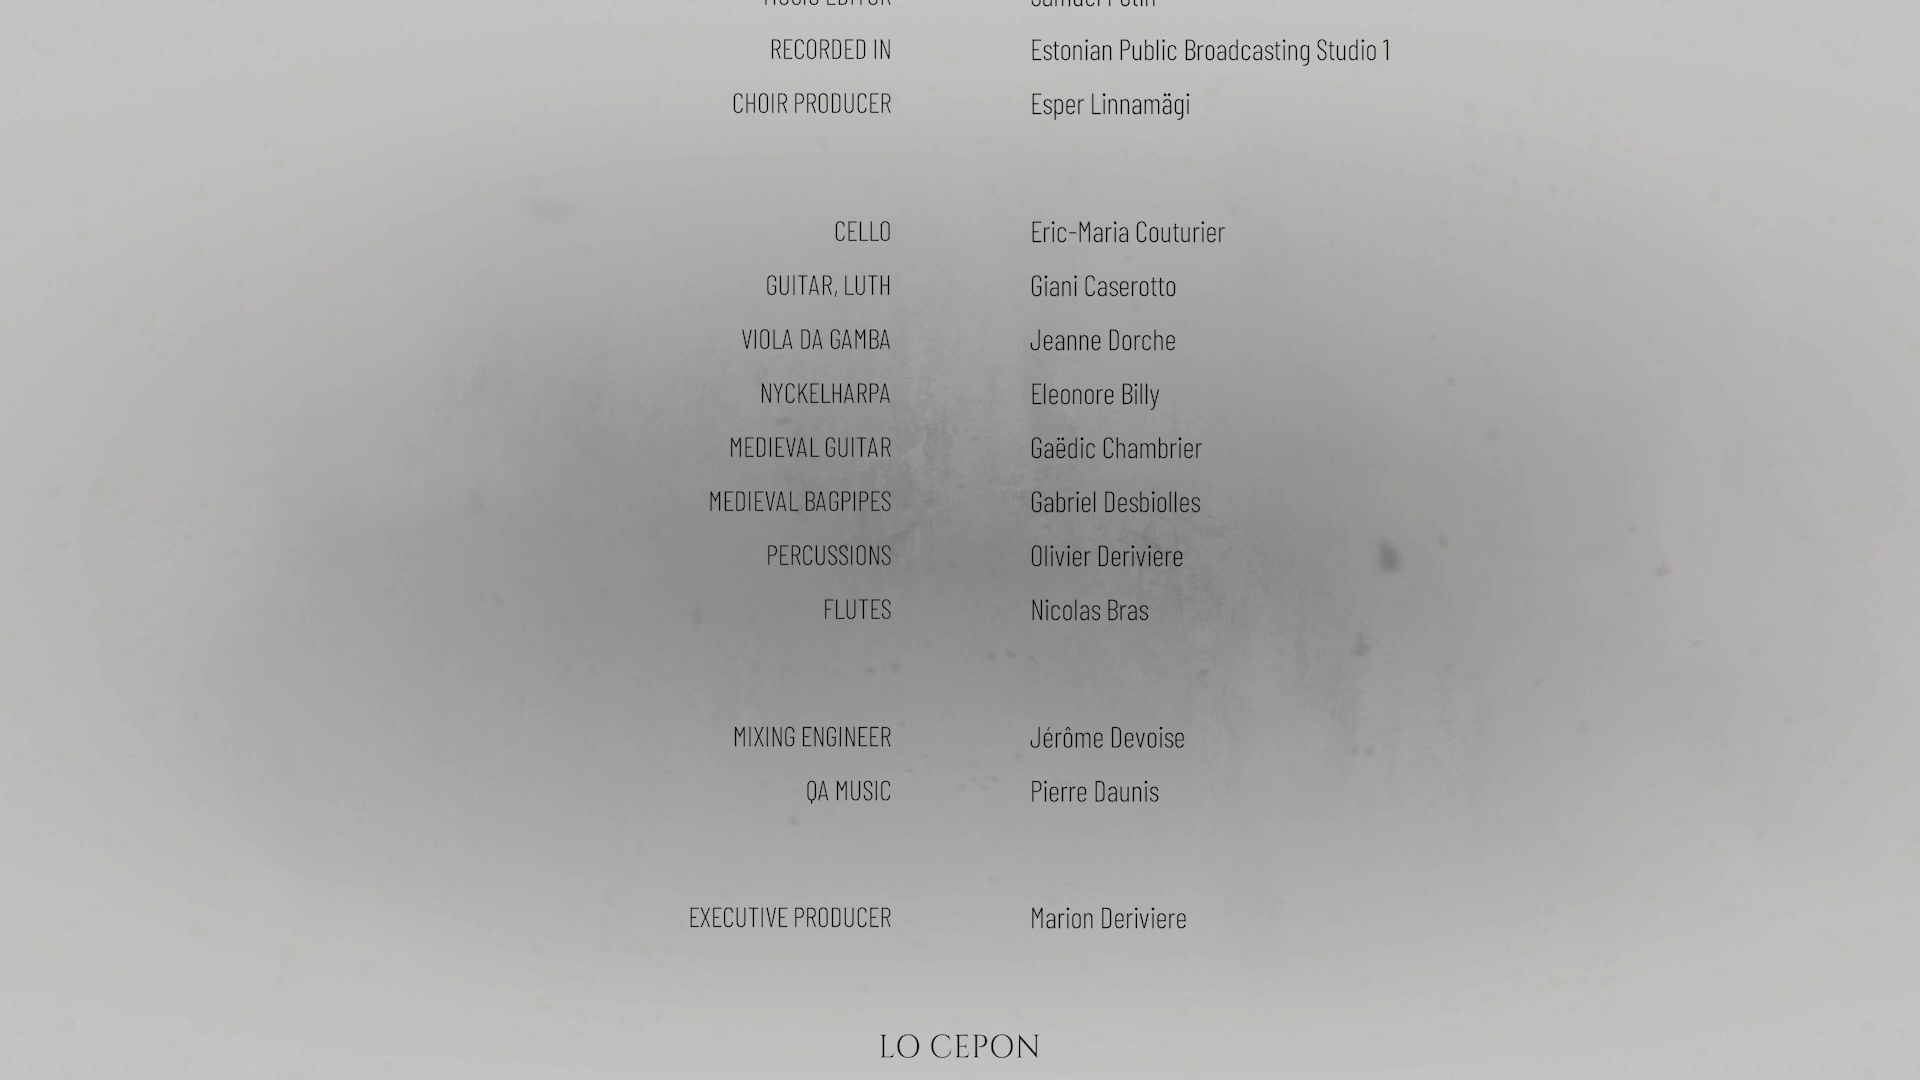 RECORDED IN Estonian Public Broadcasting Studio 1
CHOIR PRODUCER Esper Linnamägi
CELLO Eric-Maria Couturier
GUITAR, LUTH Giani Caserotto
VIOLA DA GAMBA Jeanne Dorche
NYCKELHARPA Eleonore Billy
MEDIEVAL GUITAR Gaëdic Chambrier
MEDIEVAL BAGPIPES Gabriel Desbiolles
PERCUSSIONS Olivier Deriviere
FLUTES Nicolas Bras
MIXING ENGINEER Jérôme Devoise
QA MUSIC Pierre Daunis
EXECUTIVE PRODUCER Marion Deriviere
LO CEPON